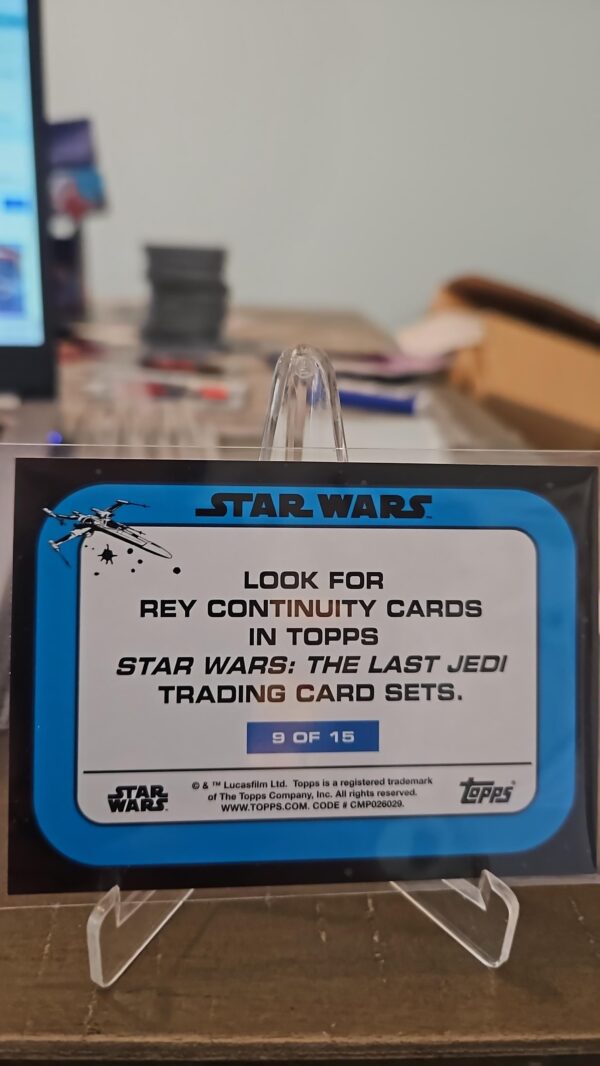 STAR WARS
LOOK FOR
REY CONTINUITY CARDS
IN TOPPS
STAR WARS: THE LAST JEDI
TRADING CARD SETS.
9 OF 15
STAR
WARS
© & ™ Lucasfilm Ltd. Topps is a registered trademark
of The Topps Company, Inc. All rights reserved.
WWW.TOPPS.COM. CODE # CMP026029.
topps®